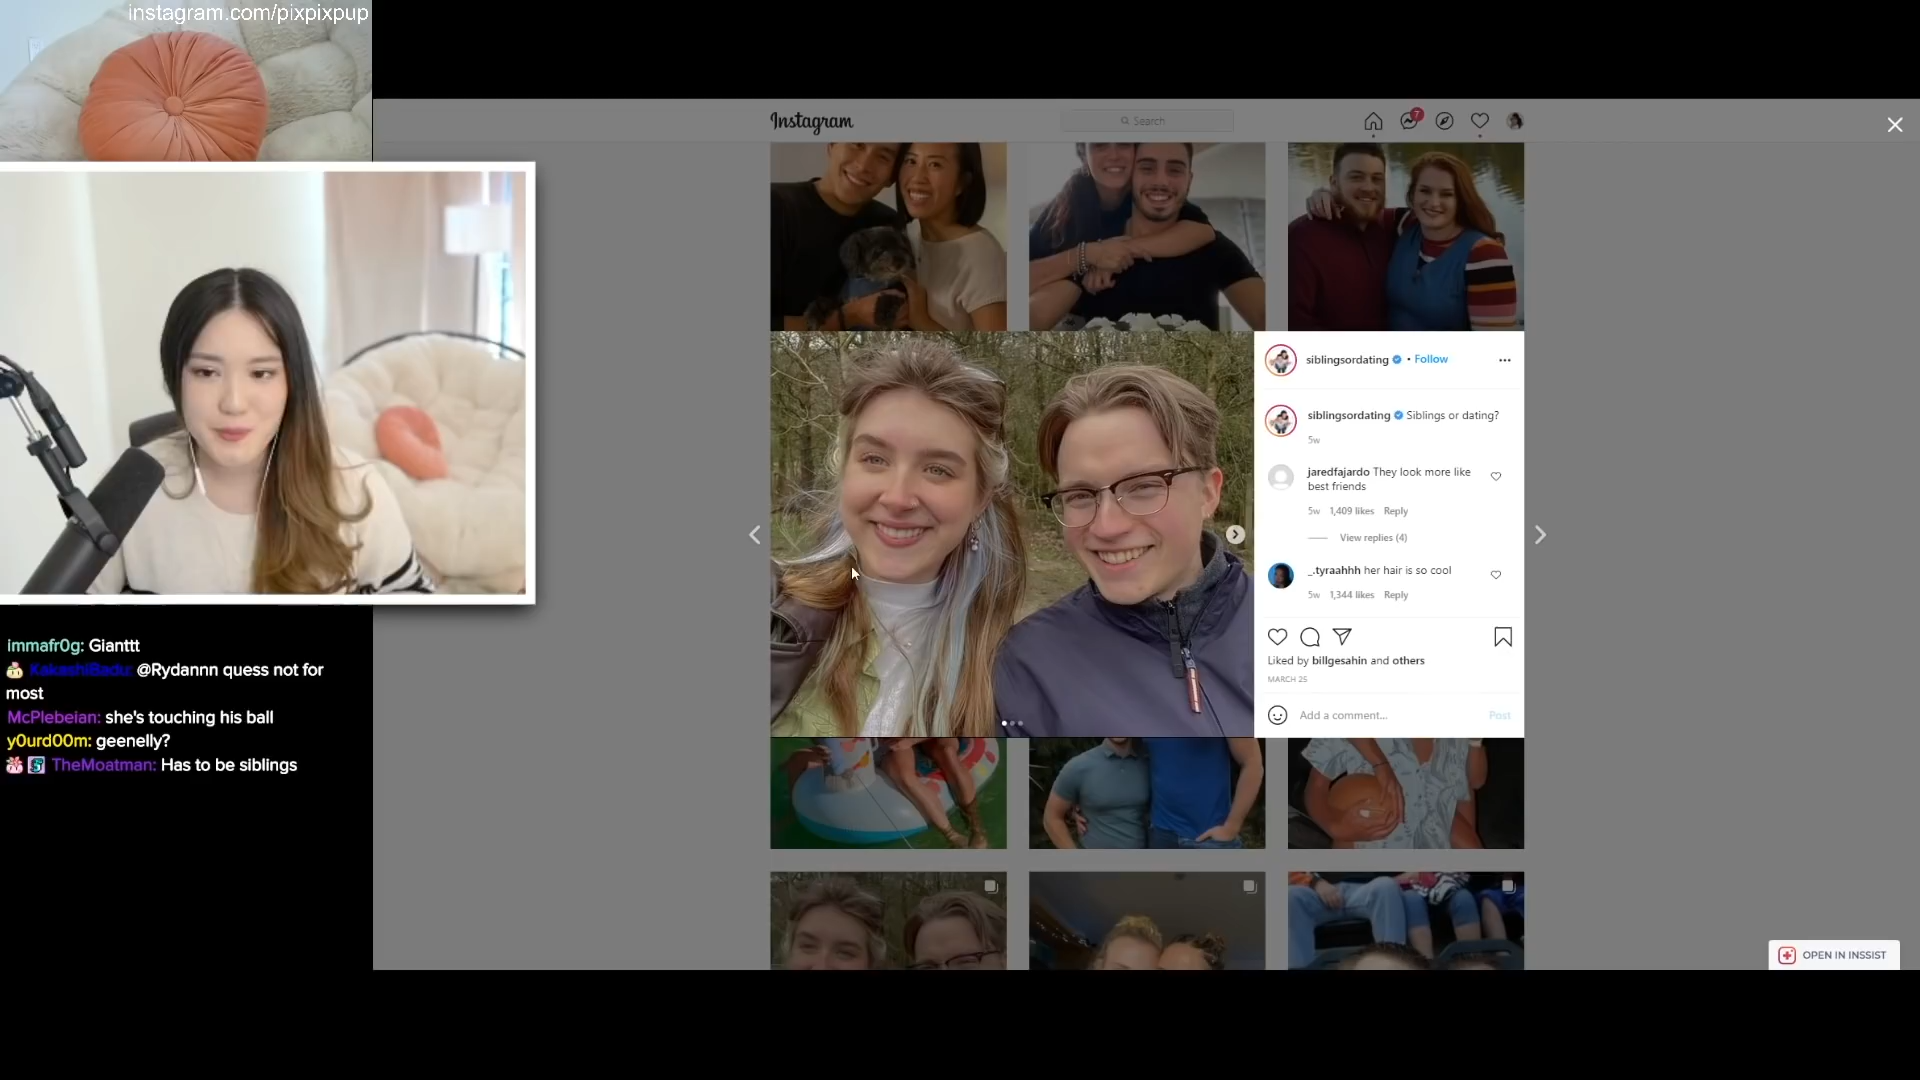 instagram.com/pixpixpup
Instagram
Search
7
siblingsordating • Follow
siblingsordating Siblings or dating?
5w
jaredfajardo They look more like
best friends
5w 1,409 likes Reply
View replies (4)
_.tyraahhh her hair is so cool
5w 1,344 likes Reply
Liked by billgesahin and others
MARCH 25
Add a comment... Post
immafr0g: Gianttt
KakashiBadu: @Rydannn quess not for
most
McPlebeian: she's touching his ball
y0urd00m: geenelly?
TheMoatman: Has to be siblings
OPEN IN INSSIST